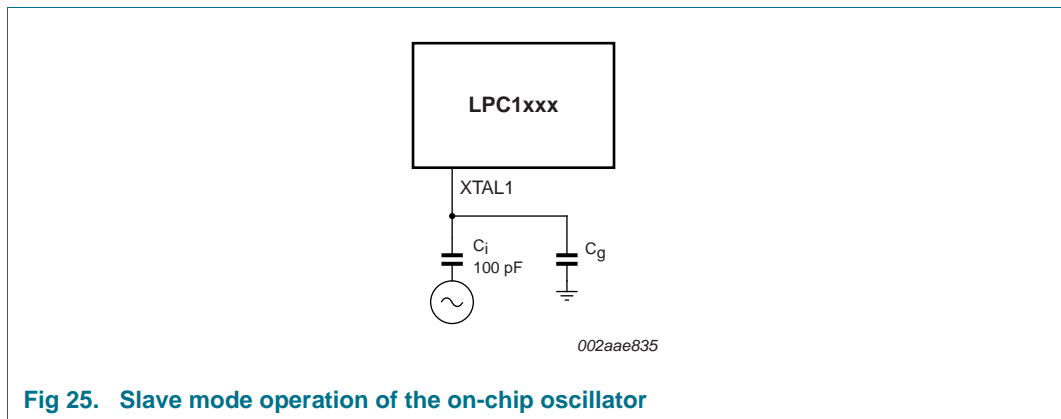 LPC1xxx
XTAL1
Ci
100 pF
Cg
002aae835
Fig 25. Slave mode operation of the on-chip oscillator